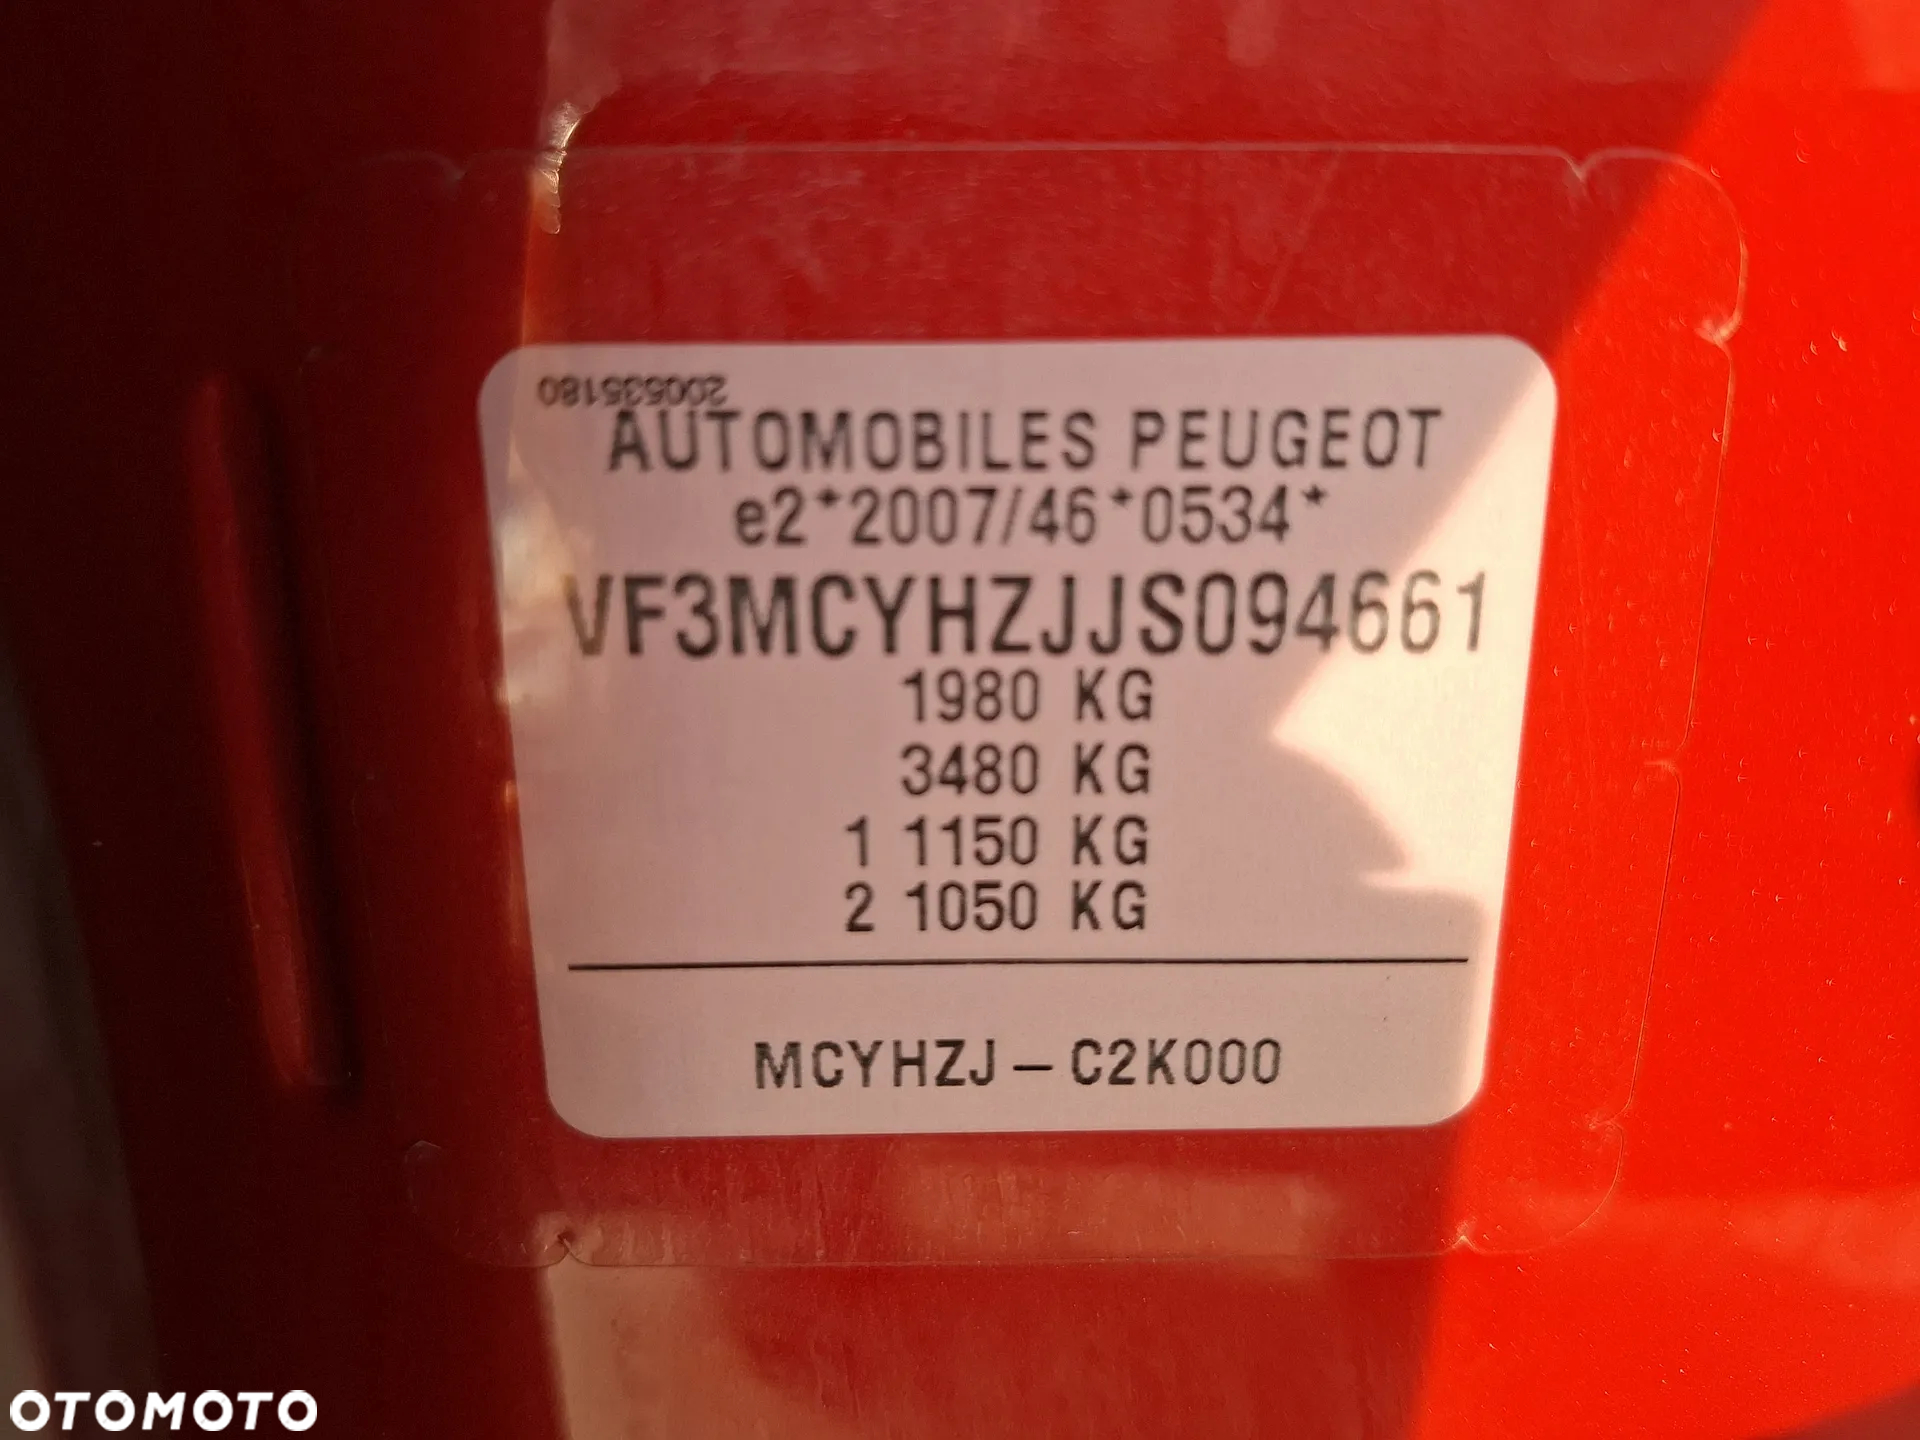 200535180
AUTOMOBILES PEUGEOT
e2*2007/46*0534*
VF3MCYHZJJS094661
1980 KG
3480 KG
1 1150 KG
2 1050 KG
MCYHZJ – C2K000
OTOMOTO